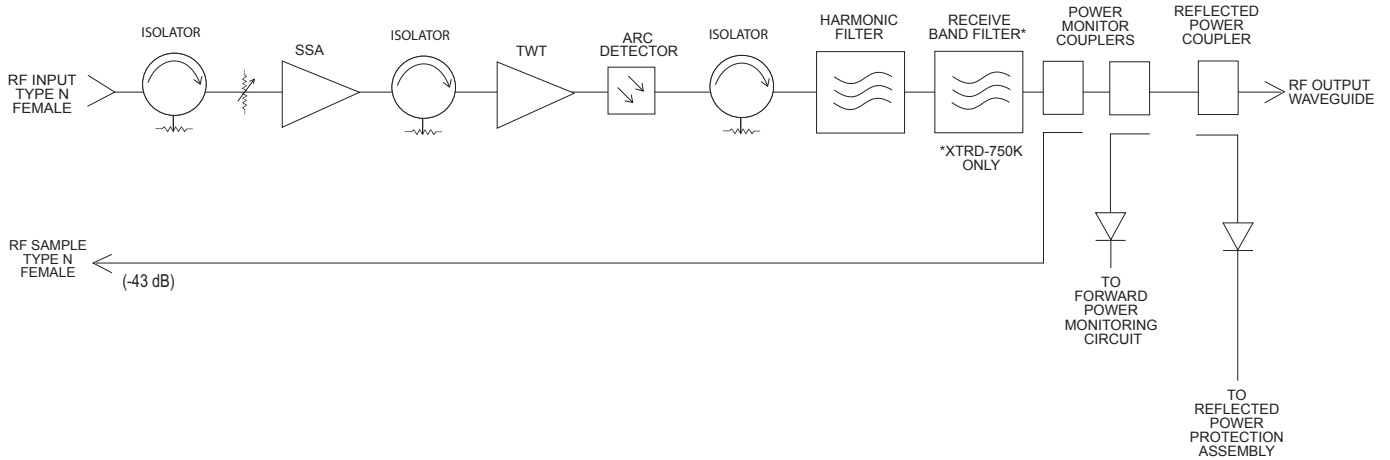 RF INPUT
TYPE N
FEMALE
ISOLATOR
SSA
ISOLATOR
TWT
ARC
DETECTOR
ISOLATOR
HARMONIC
FILTER
RECEIVE
BAND FILTER*
*XTRD-750K
ONLY
POWER
MONITOR
COUPLERS
REFLECTED
POWER
COUPLER
RF OUTPUT
WAVEGUIDE
RF SAMPLE
TYPE N
FEMALE
(-43 dB)
TO
FORWARD
POWER
MONITORING
CIRCUIT
TO
REFLECTED
POWER
PROTECTION
ASSEMBLY